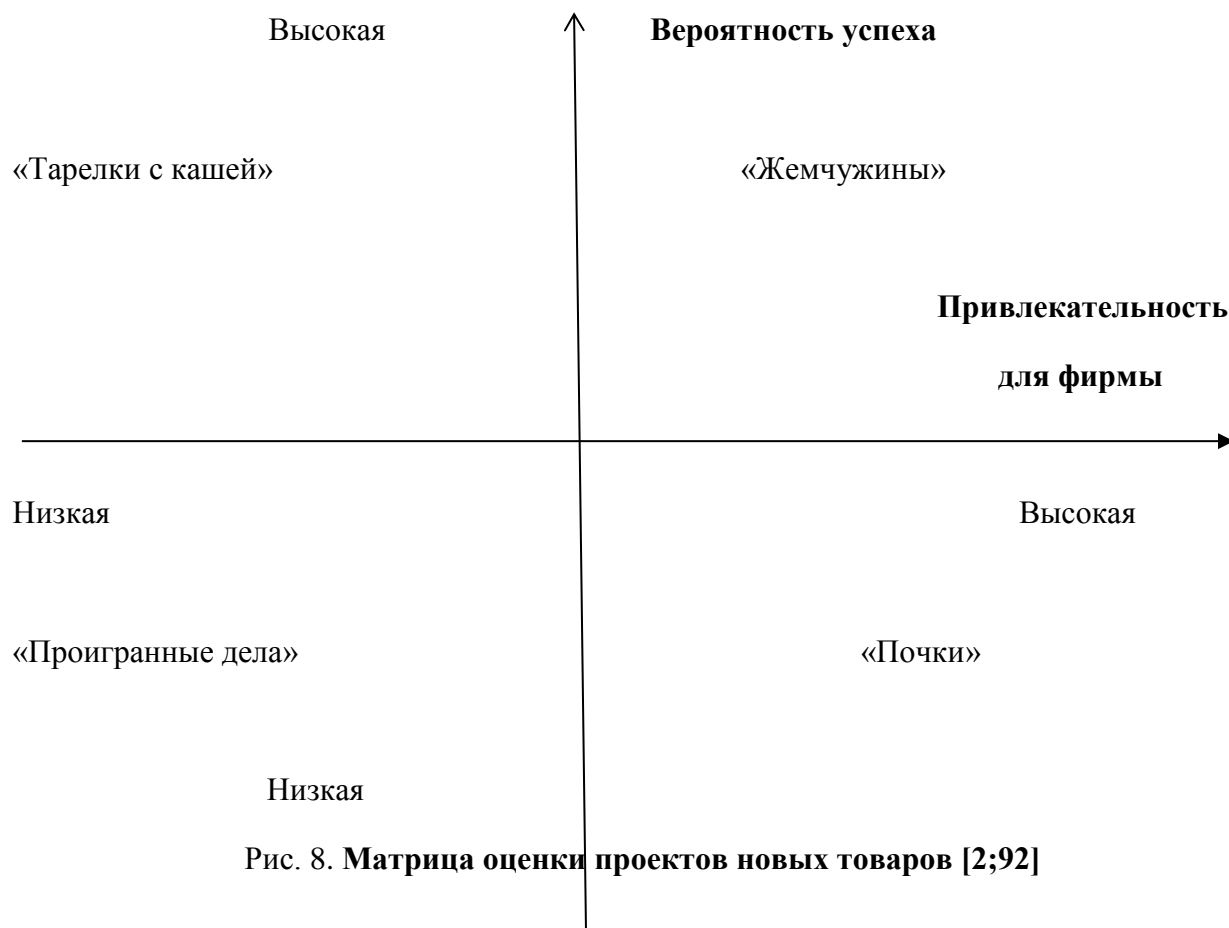 Высокая Вероятность успеха
«Тарелки с кашей» «Жемчужины»
Привлекательность
для фирмы
Низкая Высокая
«Проигранные дела» «Почки»
Низкая
Рис. 8. Матрица оценки проектов новых товаров [2;92]